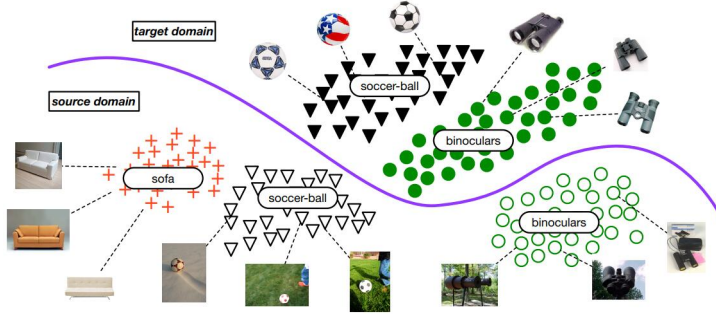 target domain
soccer-ball
source domain
binoculars
sofa
soccer-ball
binoculars